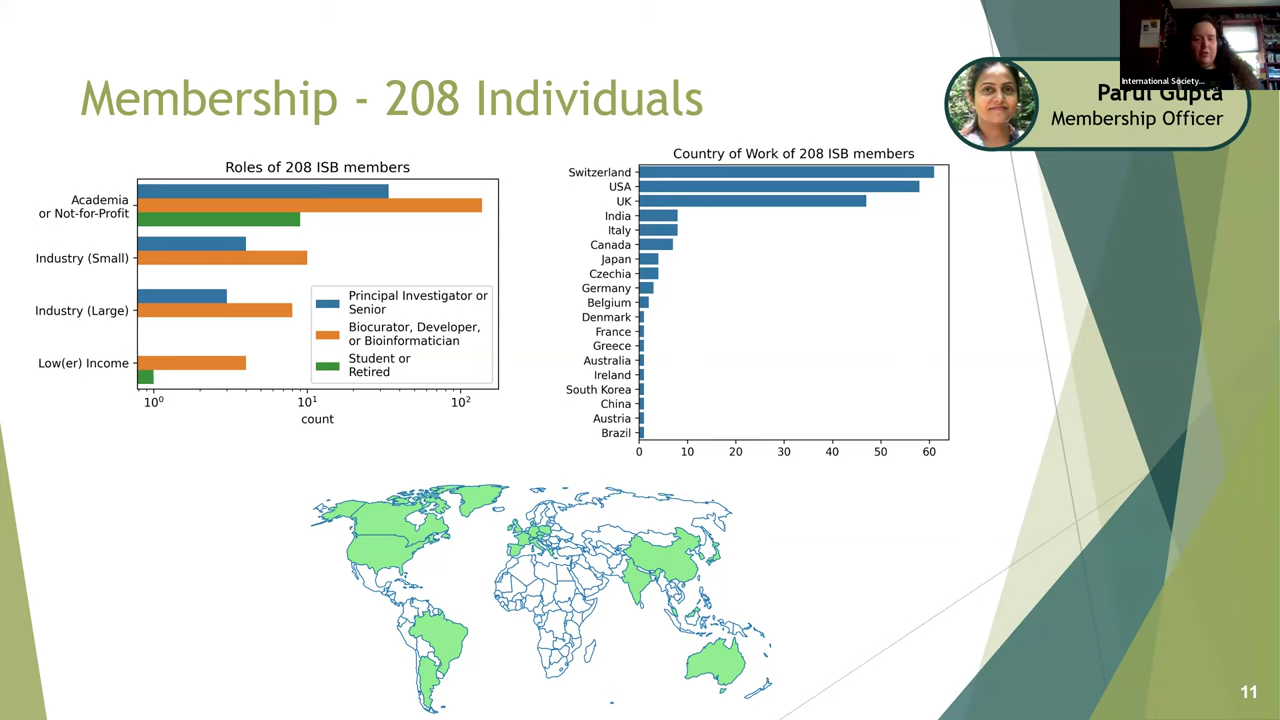 International Society...
Parul Gupta
Membership Officer
Membership - 208 Individuals
Roles of 208 ISB members
Academia
or Not-for-Profit
Industry (Small)
Industry (Large)
Low(er) Income
Principal Investigator or
Senior
Biocurator, Developer,
or Bioinformatician
Student or
Retired
10⁰ 10¹ 10²
count
Country of Work of 208 ISB members
Switzerland
USA
UK
India
Italy
Canada
Japan
Czechia
Germany
Belgium
Denmark
France
Greece
Australia
Ireland
South Korea
China
Austria
Brazil
0 10 20 30 40 50 60
11